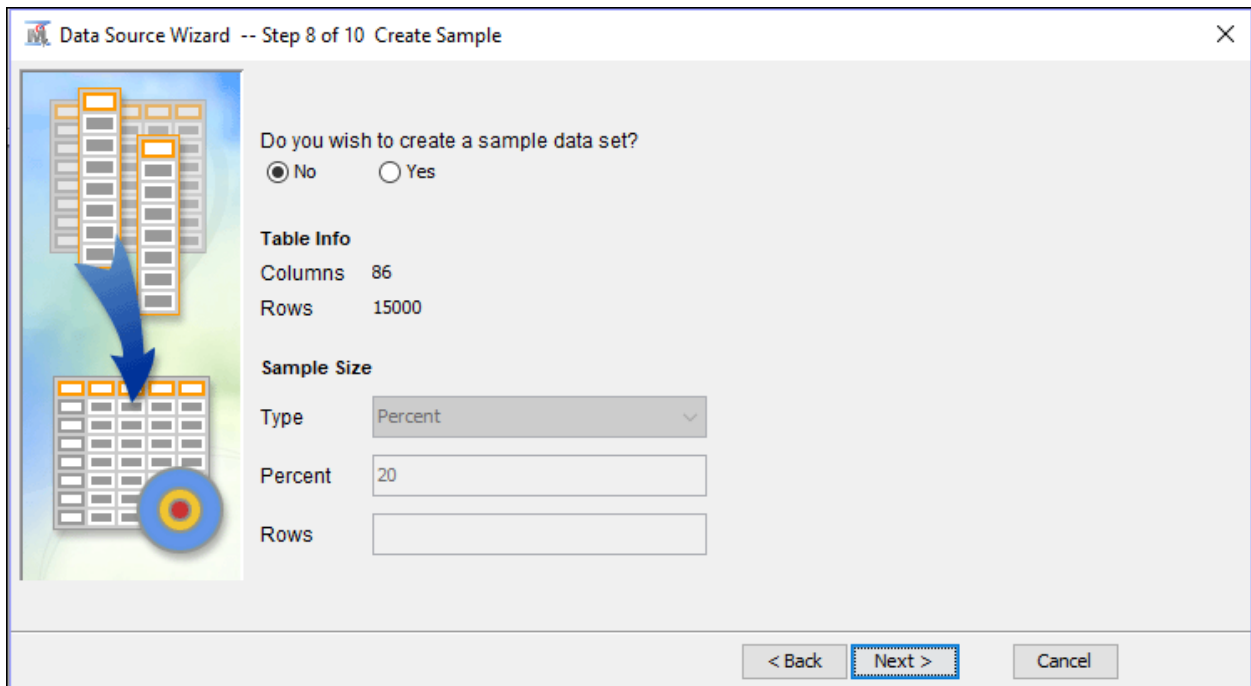 Data Source Wizard -- Step 8 of 10 Create Sample
Do you wish to create a sample data set?
No Yes
Table Info
Columns 86
Rows 15000
Sample Size
Type Percent
Percent 20
Rows
< Back Next > Cancel